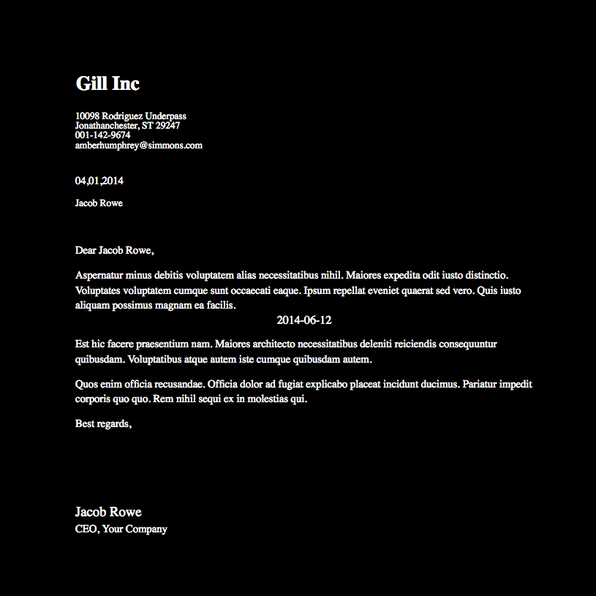 Gill Inc
10098 Rodriguez Underpass
Jonathanchester, ST 29247
001-142-9674
amberhumphrey@simmons.com
04,01,2014
Jacob Rowe
Dear Jacob Rowe,
Aspernatur minus debitis voluptatem alias necessitatibus nihil. Maiores expedita odit iusto distinctio.
Voluptates voluptatem cumque sunt occaecati eaque. Ipsum repellat eveniet quaerat sed vero. Quis iusto
aliquam possimus magnam ea facilis.
2014-06-12
Est hic facere praesentium nam. Maiores architecto necessitatibus deleniti reiciendis consequuntur
quibusdam. Voluptatibus atque autem iste cumque quibusdam autem.
Quos enim officia recusandae. Officia dolor ad fugiat explicabo placeat incidunt ducimus. Pariatur impedit
corporis quo quo. Rem nihil sequi ex in molestias qui.
Best regards,
Jacob Rowe
CEO, Your Company